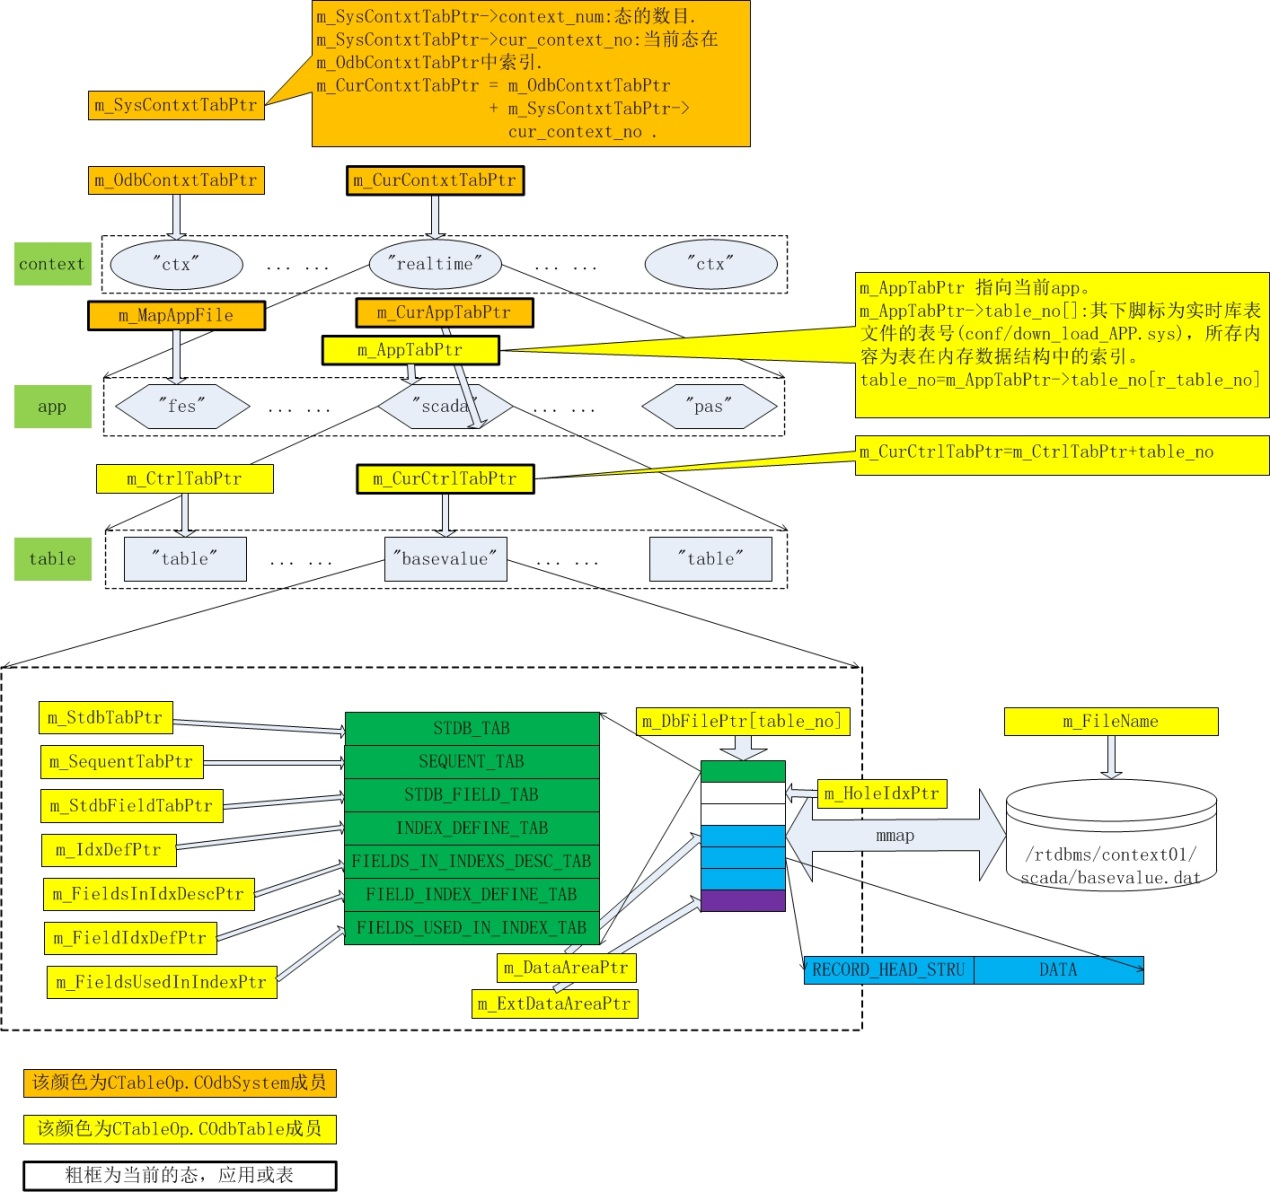 m_SysContxtTabPtr->context_num:态的数目.
m_SysContxtTabPtr->cur_context_no:当前态在
m_OdbContxtTabPtr中索引.
m_CurContxtTabPtr = m_OdbContxtTabPtr
+ m_SysContxtTabPtr->
cur_context_no .
m_SysContxtTabPtr
m_OdbContxtTabPtr
m_CurContxtTabPtr
context
"ctx"
... ...
"realtime"
... ...
"ctx"
m_MapAppFile
m_CurAppTabPtr
m_AppTabPtr
m_AppTabPtr 指向当前app。
m_AppTabPtr->table_no[]:其下脚标为实时库表
文件的表号(conf/down_load_APP.sys), 所存内
容为表在内存数据结构中的索引。
table_no=m_AppTabPtr->table_no[r_table_no]
app
"fes"
... ...
"scada"
... ...
"pas"
m_CtrlTabPtr
m_CurCtrlTabPtr
m_CurCtrlTabPtr=m_CtrlTabPtr+table_no
table
"table"
... ...
"basevalue"
... ...
"table"
m_StdbTabPtr
m_SequentTabPtr
m_StdbFieldTabPtr
m_IdxDefPtr
m_FieldsInIdxDescPtr
m_FieldIdxDefPtr
m_FieldsUsedInIndexPtr
STDB_TAB
SEQUENT_TAB
STDB_FIELD_TAB
INDEX_DEFINE_TAB
FIELDS_IN_INDEXS_DESC_TAB
FIELD_INDEX_DEFINE_TAB
FIELDS_USED_IN_INDEX_TAB
m_DbFilePtr[table_no]
m_HoleIdxPtr
m_DataAreaPtr
m_ExtDataAreaPtr
mmap
m_FileName
/rtdbms/context01/
scada/basevalue.dat
RECORD_HEAD_STRU
DATA
该颜色为CTableOp.COdbSystem成员
该颜色为CTableOp.COdbTable成员
粗框为当前的态, 应用或表